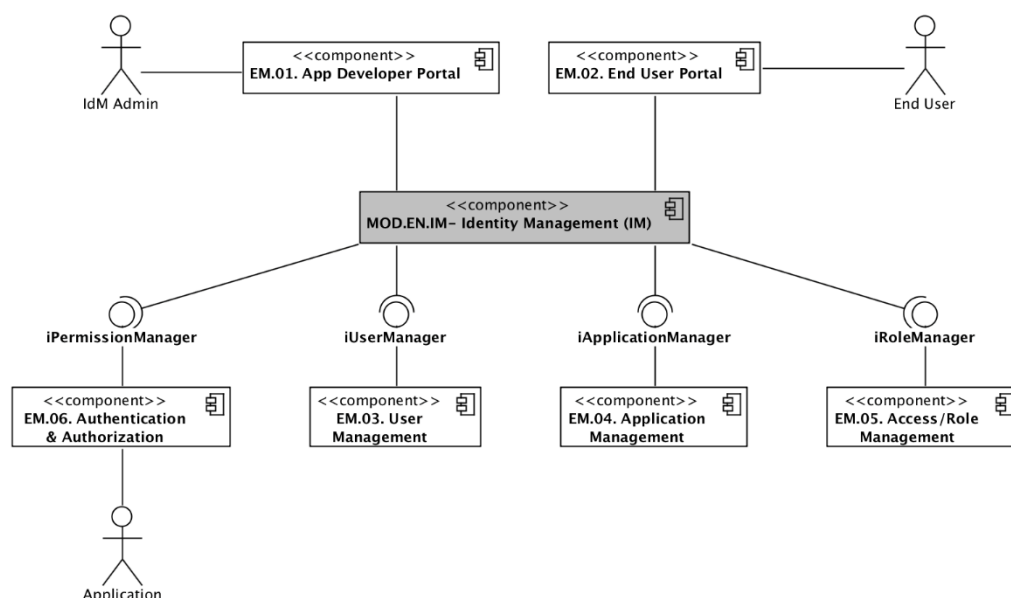 <<component>>
EM.01. App Developer Portal
<<component>>
EM.02. End User Portal
IdM Admin
End User
<<component>>
MOD.EN.IM- Identity Management (IM)
iPermissionManager
iUserManager
iApplicationManager
iRoleManager
<<component>>
EM.06. Authentication
& Authorization
<<component>>
EM.03. User
Management
<<component>>
EM.04. Application
Management
<<component>>
EM.05. Access/Role
Management
Application